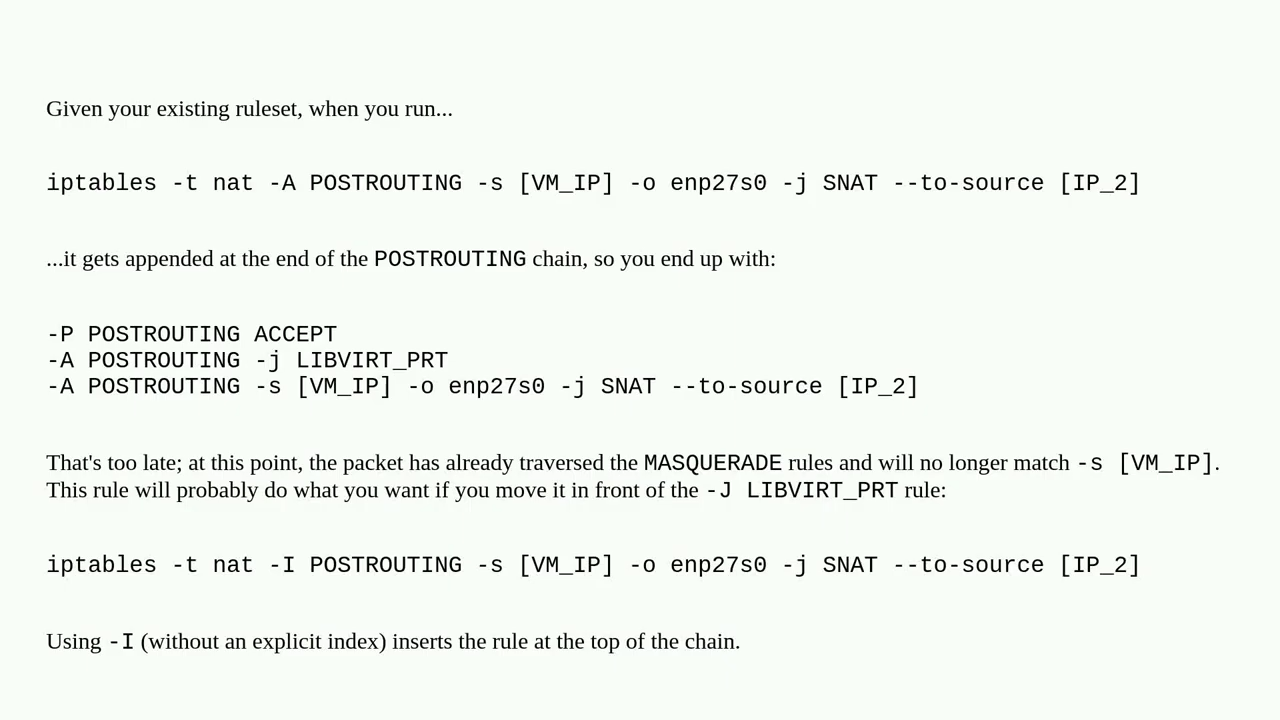 Given your existing ruleset, when you run...
iptables -t nat -A POSTROUTING -s [VM_IP] -o enp27s0 -j SNAT --to-source [IP_2]
...it gets appended at the end of the POSTROUTING chain, so you end up with:
-P POSTROUTING ACCEPT
-A POSTROUTING -j LIBVIRT_PRT
-A POSTROUTING -s [VM_IP] -o enp27s0 -j SNAT --to-source [IP_2]
That's too late; at this point, the packet has already traversed the MASQUERADE rules and will no longer match -s [VM_IP].
This rule will probably do what you want if you move it in front of the -J LIBVIRT_PRT rule:
iptables -t nat -I POSTROUTING -s [VM_IP] -o enp27s0 -j SNAT --to-source [IP_2]
Using -I (without an explicit index) inserts the rule at the top of the chain.